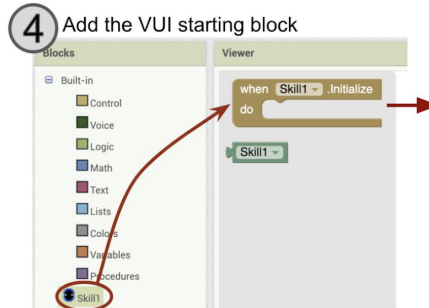 4 Add the VUI starting block
Blocks
Viewer
Built-in
Control
Voice
Logic
Math
Text
Lists
Colors
Variables
Procedures
Skill1
when Skill1 .Initialize
do
Skill1